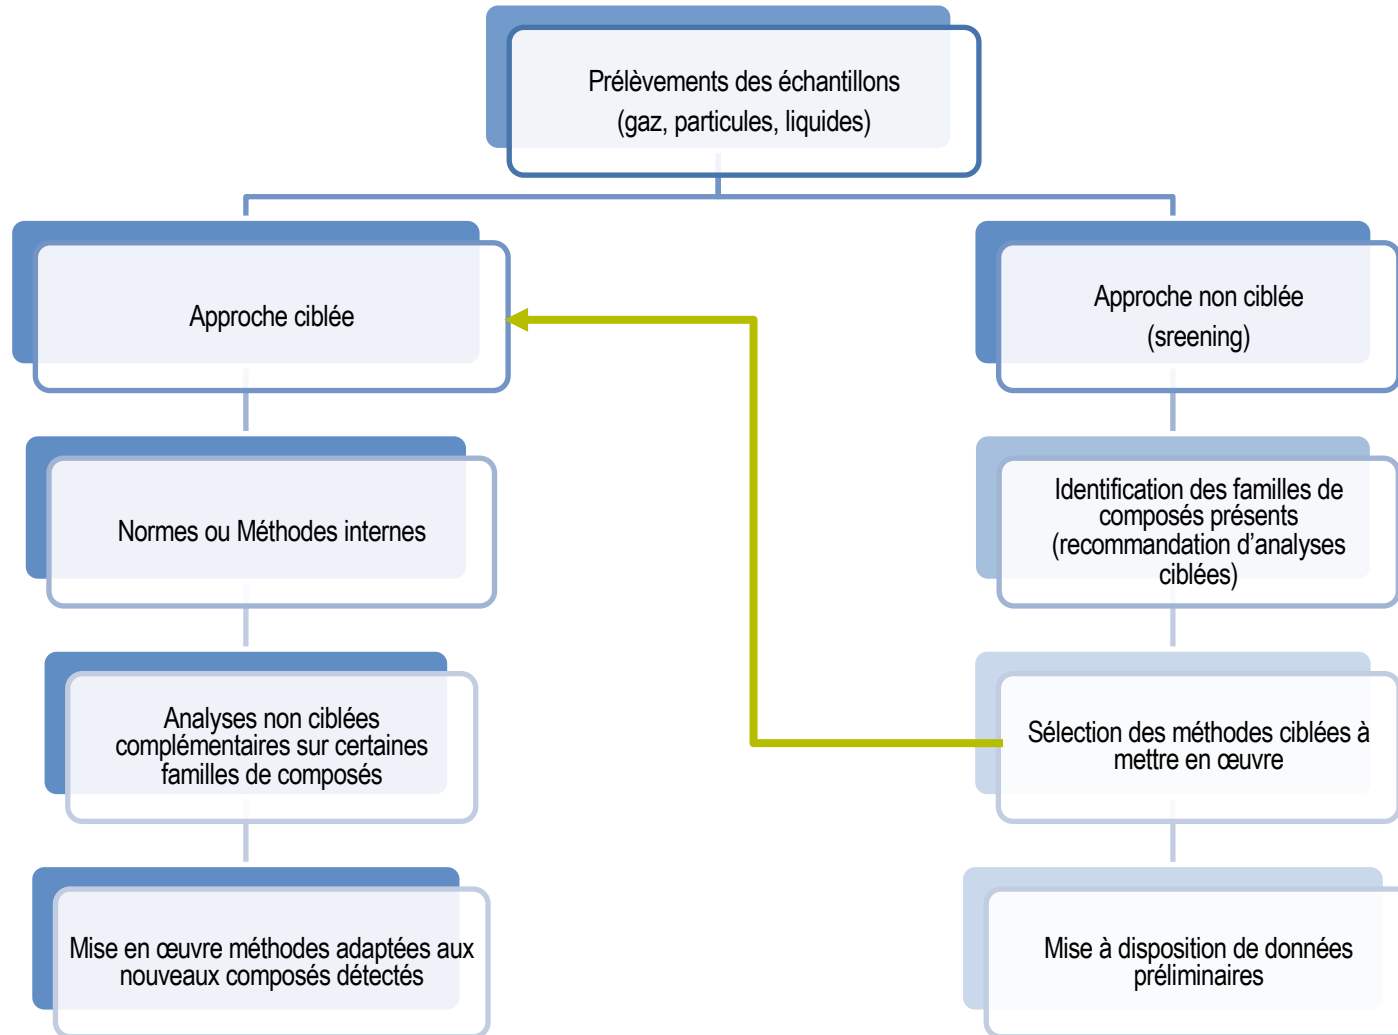 Prélèvements des échantillons
(gaz, particules, liquides)
Approche ciblée
Approche non ciblée
(sreening)
Normes ou Méthodes internes
Identification des familles de
composés présents
(recommandation d’analyses
ciblées)
Analyses non ciblées
complémentaires sur certaines
familles de composés
Sélection des méthodes ciblées à
mettre en œuvre
Mise en œuvre méthodes adaptées aux
nouveaux composés détectés
Mise à disposition de données
préliminaires